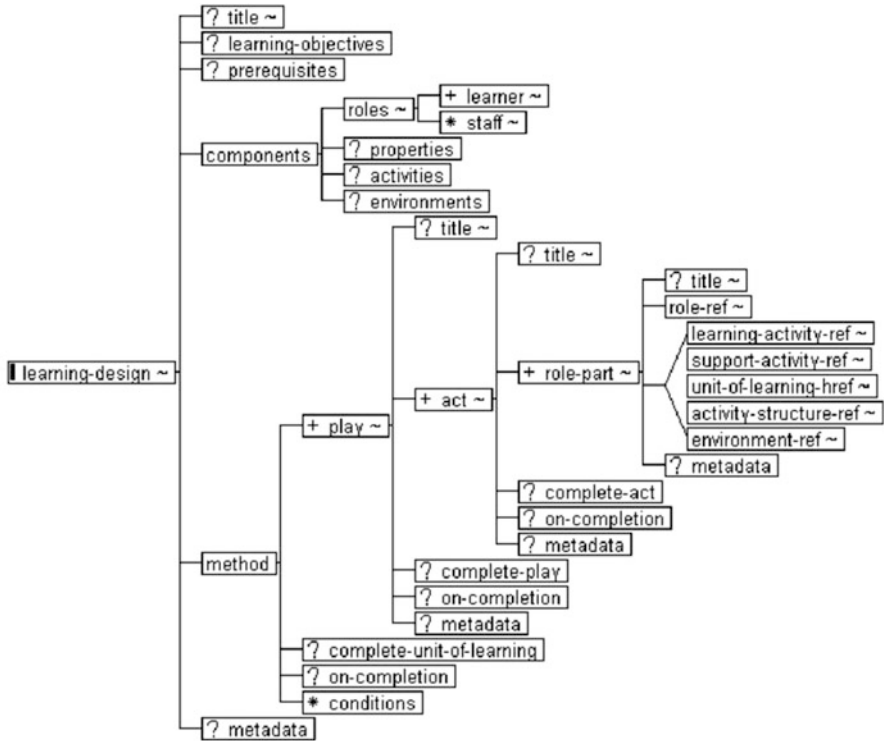 ? title ~
? learning-objectives
? prerequisites
+ learner ~
roles ~
* staff ~
components
? properties
? activities
? environments
? title ~
? title ~
? title ~
role-ref ~
learning-activity-ref ~
support-activity-ref ~
learning-design ~
+ role-part ~
unit-of-learning-href ~
+ act ~
activity-structure-ref ~
+ play ~
environment-ref ~
? metadata
? complete-act
? on-completion
? metadata
method
? complete-play
? on-completion
? metadata
? complete-unit-of-learning
? on-completion
* conditions
? metadata